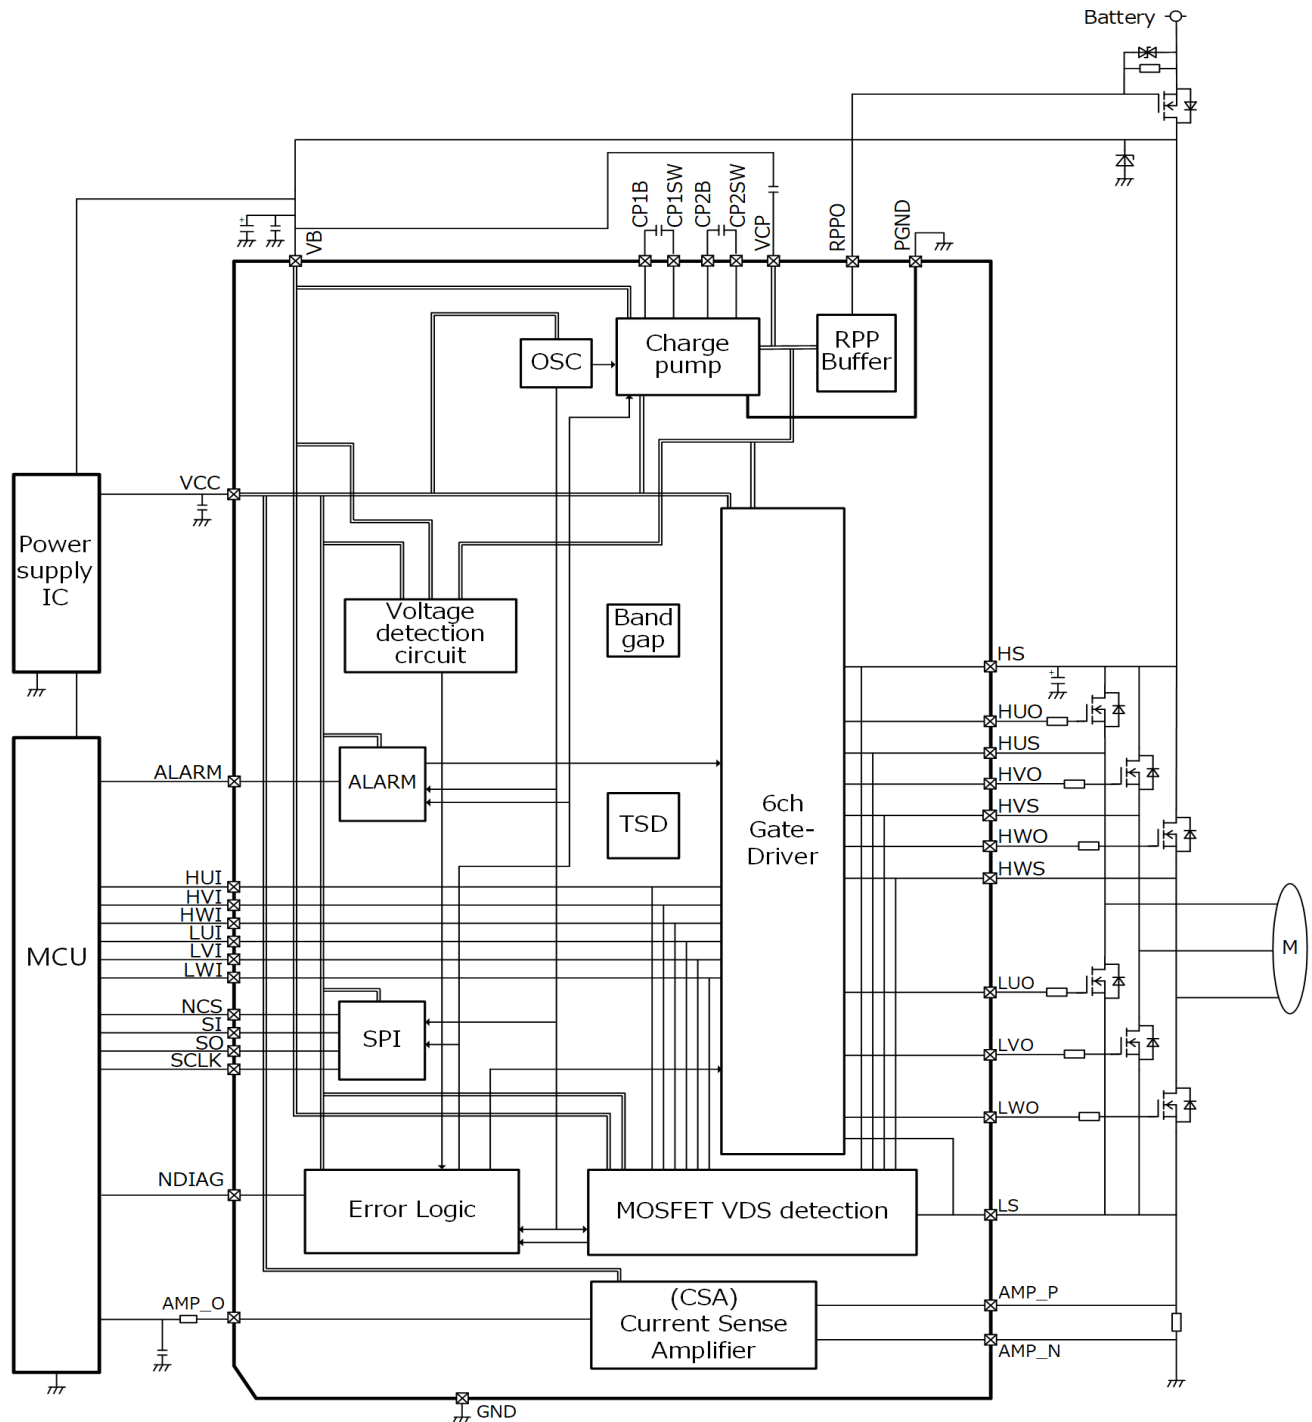 Battery
CP1B
CP1SW
CP2B
CP2SW
VCP
RPPO
PGND
VB
+
Charge
pump
RPP
Buffer
OSC
VCC
Power
supply
IC
Voltage
detection
circuit
Band
gap
HS
+
HUO
HUS
HVO
HVS
HWO
HWS
ALARM
ALARM
TSD
6ch
Gate-
Driver
HUI
HVI
HWI
LUI
LVI
LWI
MCU
M
NCS
SI
SO
SCLK
SPI
LUO
LVO
LWO
NDIAG
Error Logic
MOSFET VDS detection
LS
AMP_O
(CSA)
Current Sense
Amplifier
AMP_P
AMP_N
GND